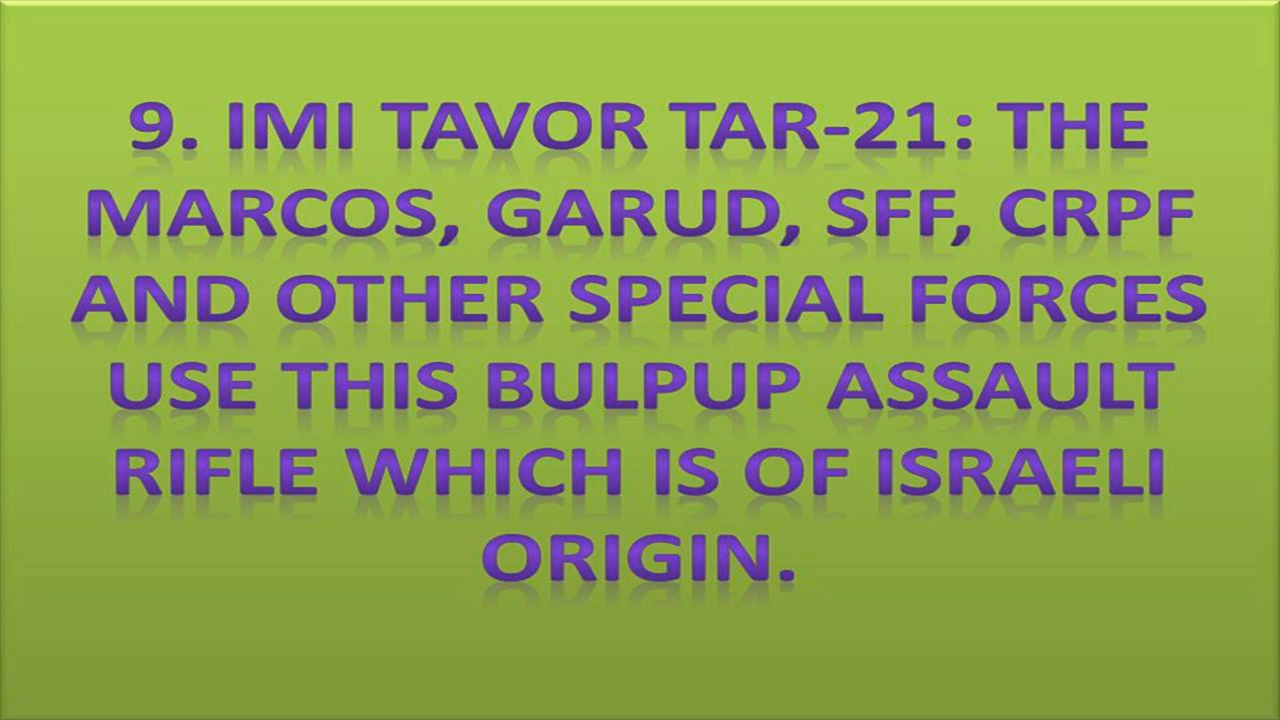 9. IMI TAVOR TAR-21: THE
MARCOS, GARUD, SFF, CRPF
AND OTHER SPECIAL FORCES
USE THIS BULPUP ASSAULT
RIFLE WHICH IS OF ISRAELI
ORIGIN.